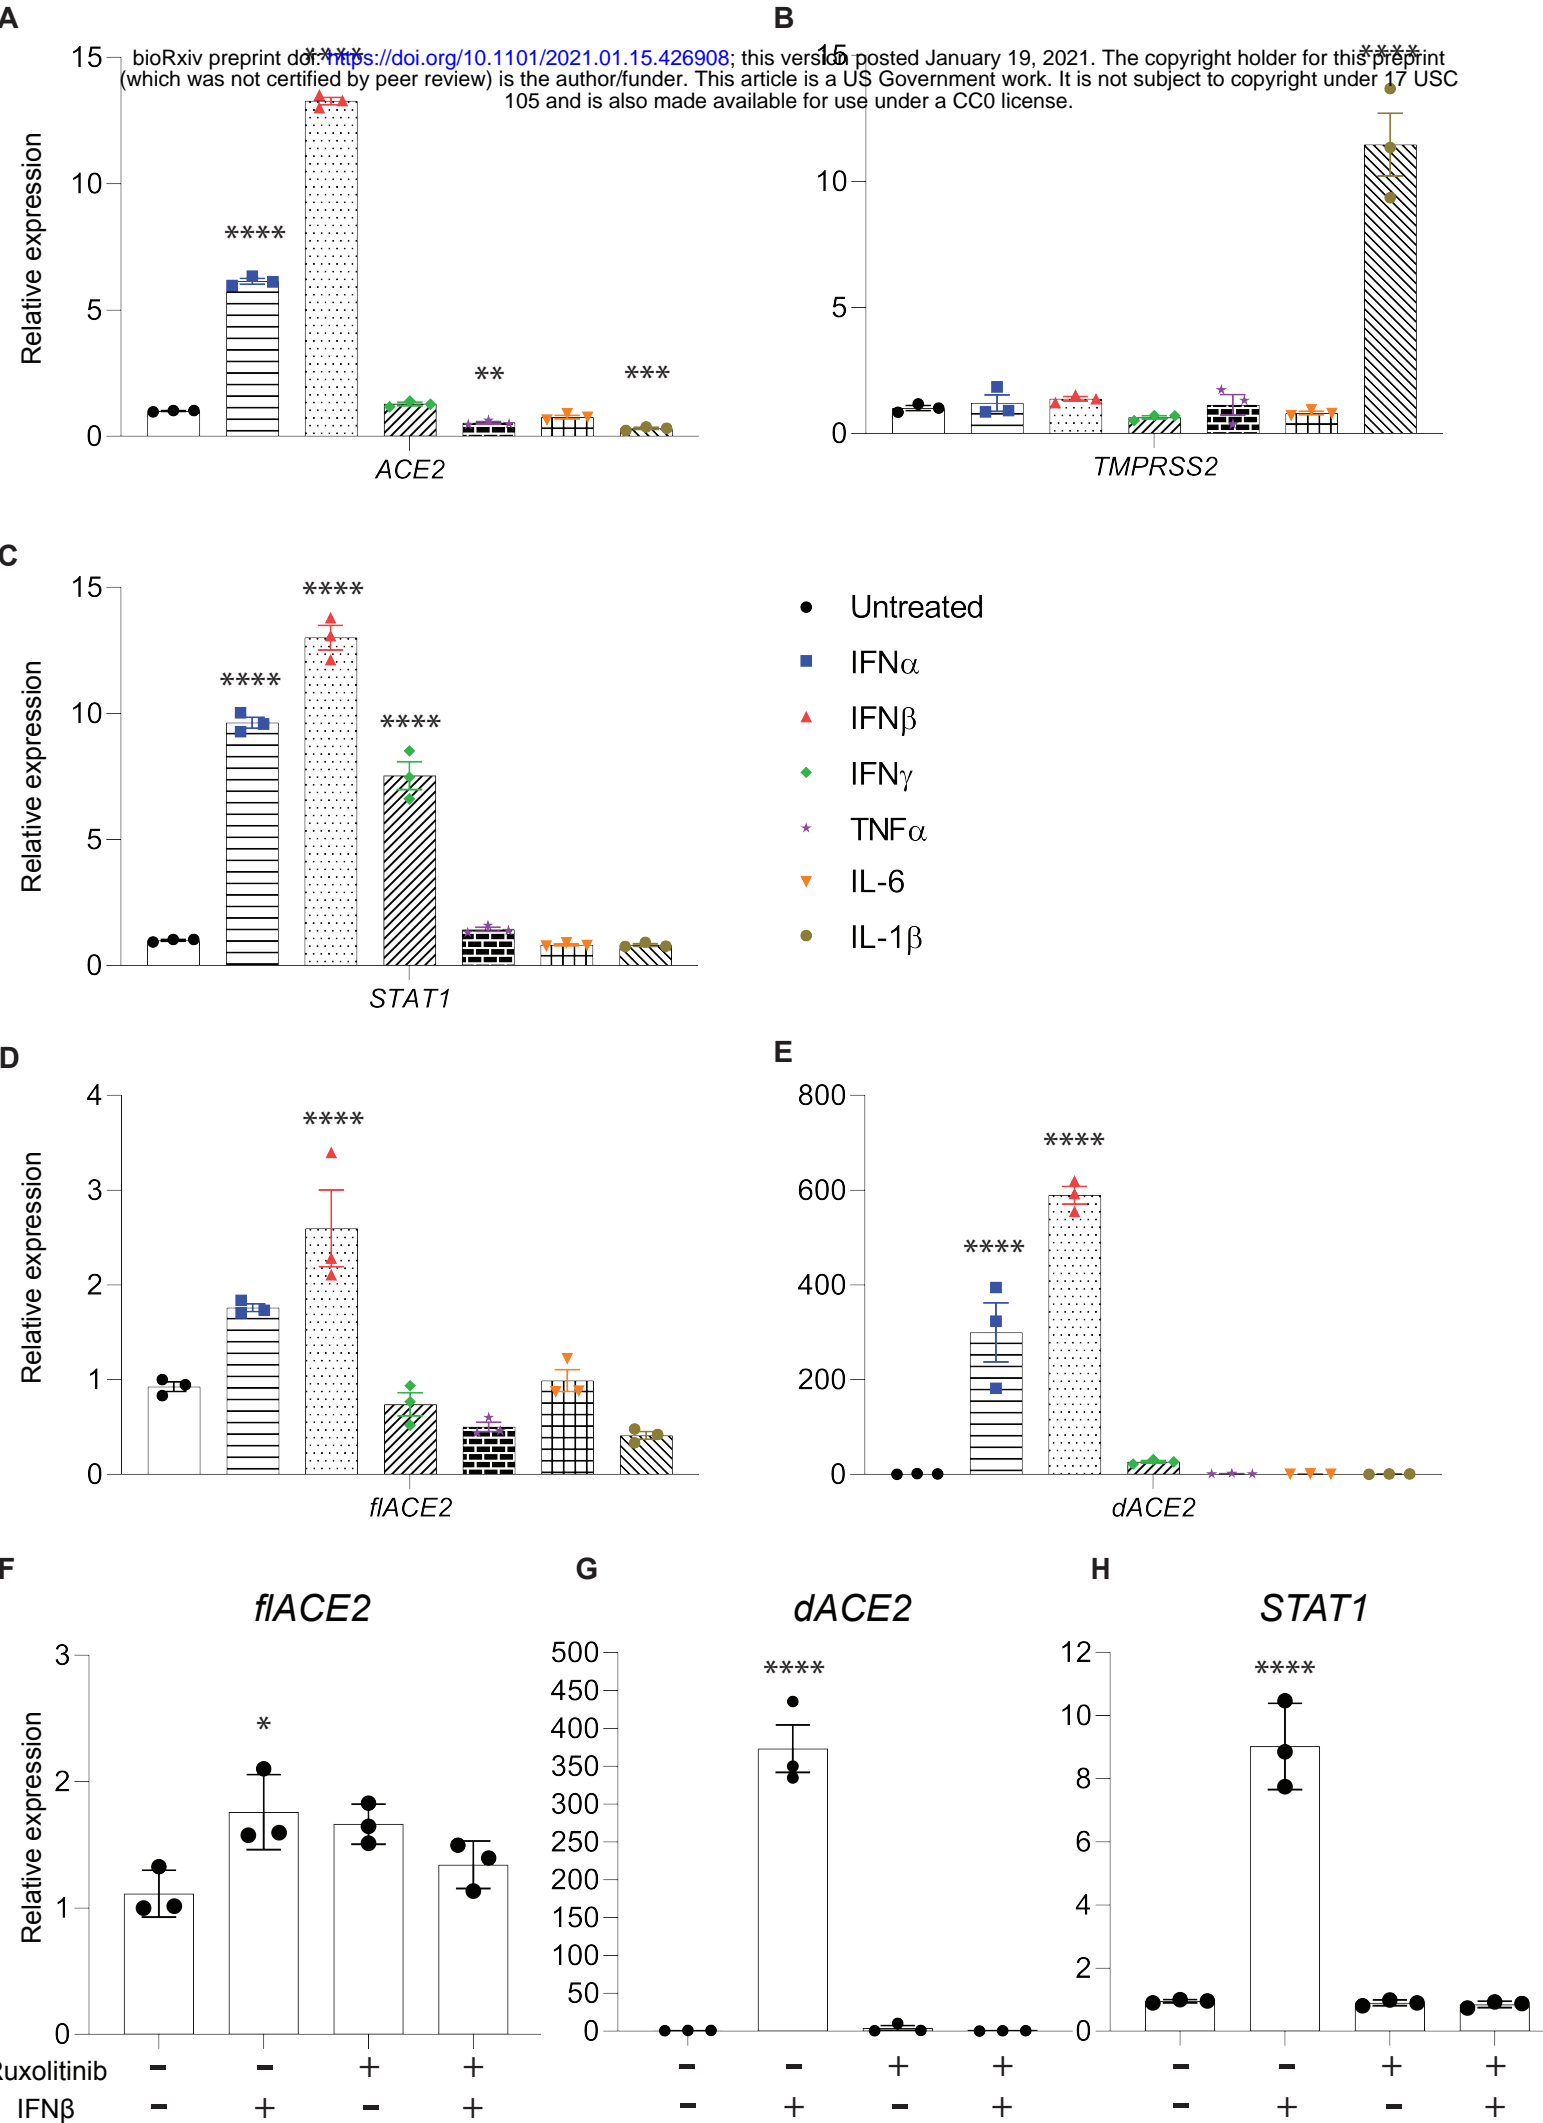 A
B
bioRxiv preprint doi: https://doi.org/10.1101/2021.01.15.426908; this version posted January 19, 2021. The copyright holder for this preprint
(which was not certified by peer review) is the author/funder. This article is a US Government work. It is not subject to copyright under 17 USC
105 and is also made available for use under a CC0 license.
Relative expression
15
10
5
0
****
****
**
***
ACE2
15
10
5
0
****
TMPRSS2
C
Relative expression
15
10
5
0
****
****
****
STAT1
Untreated
IFNα
IFNβ
IFNγ
TNFα
IL-6
IL-1β
D
Relative expression
4
3
2
1
0
****
flACE2
E
800
600
400
200
0
****
****
dACE2
F
flACE2
Relative expression
3
2
1
0
*
G
dACE2
500
450
400
350
300
250
200
150
100
50
0
****
H
STAT1
12
10
8
6
4
2
0
****
Ruxolitinib − − + + − − + + − − + +
IFNβ − + − + − + − + − + − +